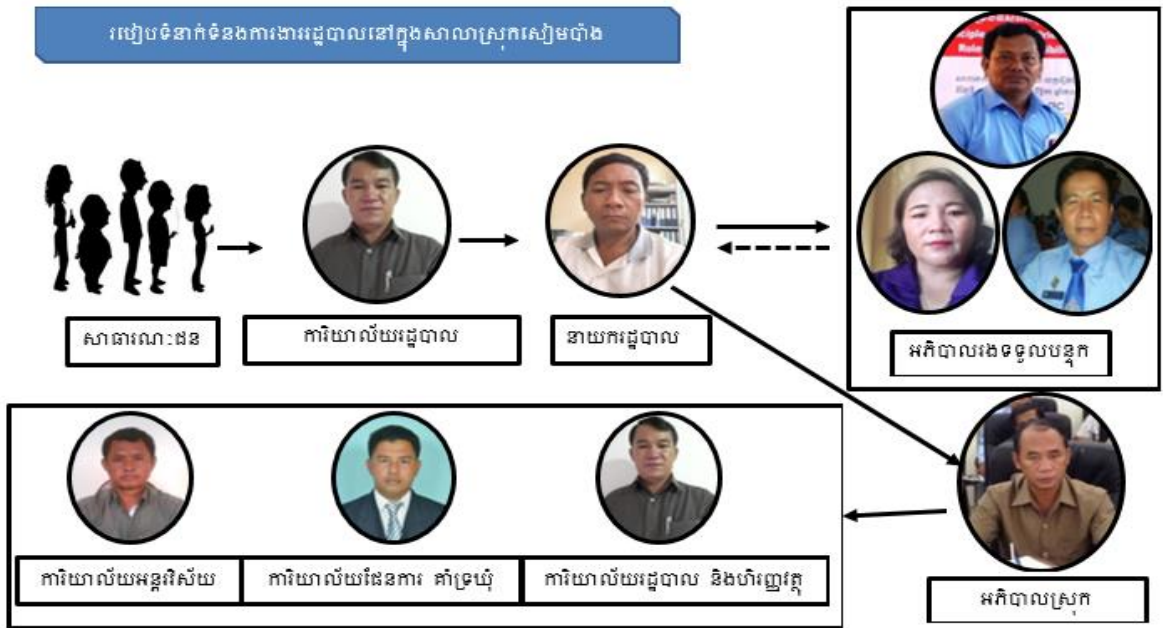 របៀបទំនាក់ទំនងការងាររដ្ឋបាលនៅក្នុងសាលាស្រុកសៀមប៉ាង
សាធារណៈជន
ការិយាល័យរដ្ឋបាល
នាយករដ្ឋបាល
អភិបាលរងទទួលបន្ទុក
ការិយាល័យអន្តរវិស័យ
ការិយាល័យផែនការ គាំទ្រឃុំ
ការិយាល័យរដ្ឋបាល និងហិរញ្ញវត្ថុ
អភិបាលស្រុក